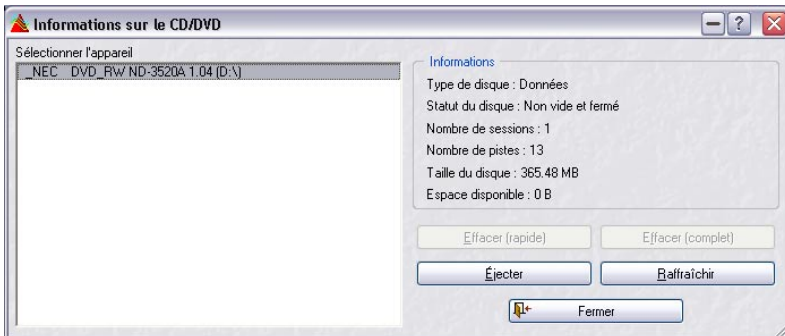 Informations sur le CD/DVD
Sélectionner l'appareil
_NEC DVD_RW ND-3520A 1.04 (D:\)
Informations
Type de disque : Données
Statut du disque : Non vide et fermé
Nombre de sessions : 1
Nombre de pistes : 13
Taille du disque : 365.48 MB
Espace disponible : 0 B
Effacer (rapide)
Effacer (complet)
Éjecter
Raffraîchir
Fermer